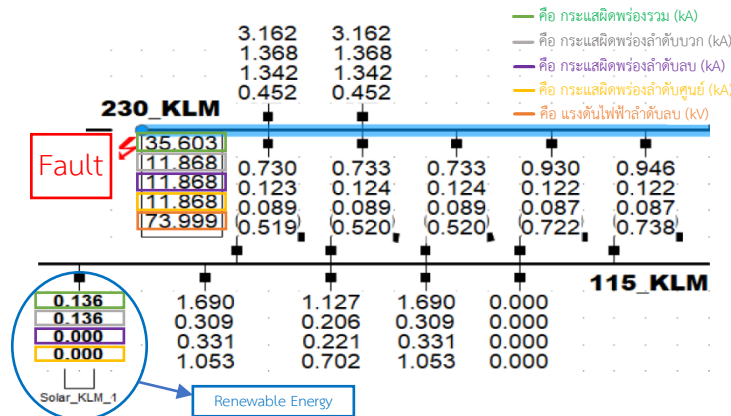 คือ กระแสผิดพร่องรวม (kA)
คือ กระแสผิดพร่องลำดับบวก (kA)
คือ กระแสผิดพร่องลำดับลบ (kA)
คือ กระแสผิดพร่องลำดับศูนย์ (kA)
คือ แรงดันไฟฟ้าลำดับลบ (kV)
3.162 3.162
1.368 1.368
1.342 1.342
0.452 0.452
230_KLM
Fault
35.603
11.868
11.868
11.868
73.999
0.730 0.733 0.733 0.930 0.946
0.123 0.124 0.124 0.122 0.122
0.089 0.089 0.089 0.087 0.087
0.519 0.520 0.520 0.722 0.738
115_KLM
0.136 1.690 1.127 1.690 0.000
0.136 0.309 0.206 0.309 0.000
0.000 0.331 0.221 0.331 0.000
0.000 1.053 0.702 1.053 0.000
Solar_KLM_1
Renewable Energy